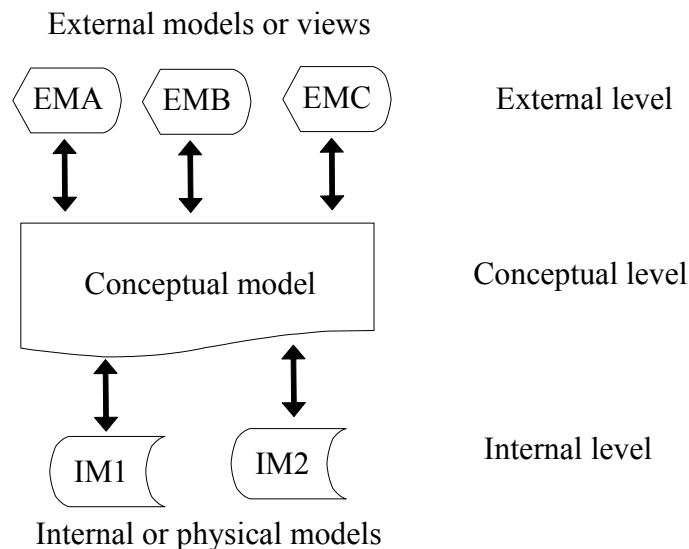 External models or views
EMA EMB EMC External level
Conceptual model Conceptual level
IM1 IM2 Internal level
Internal or physical models